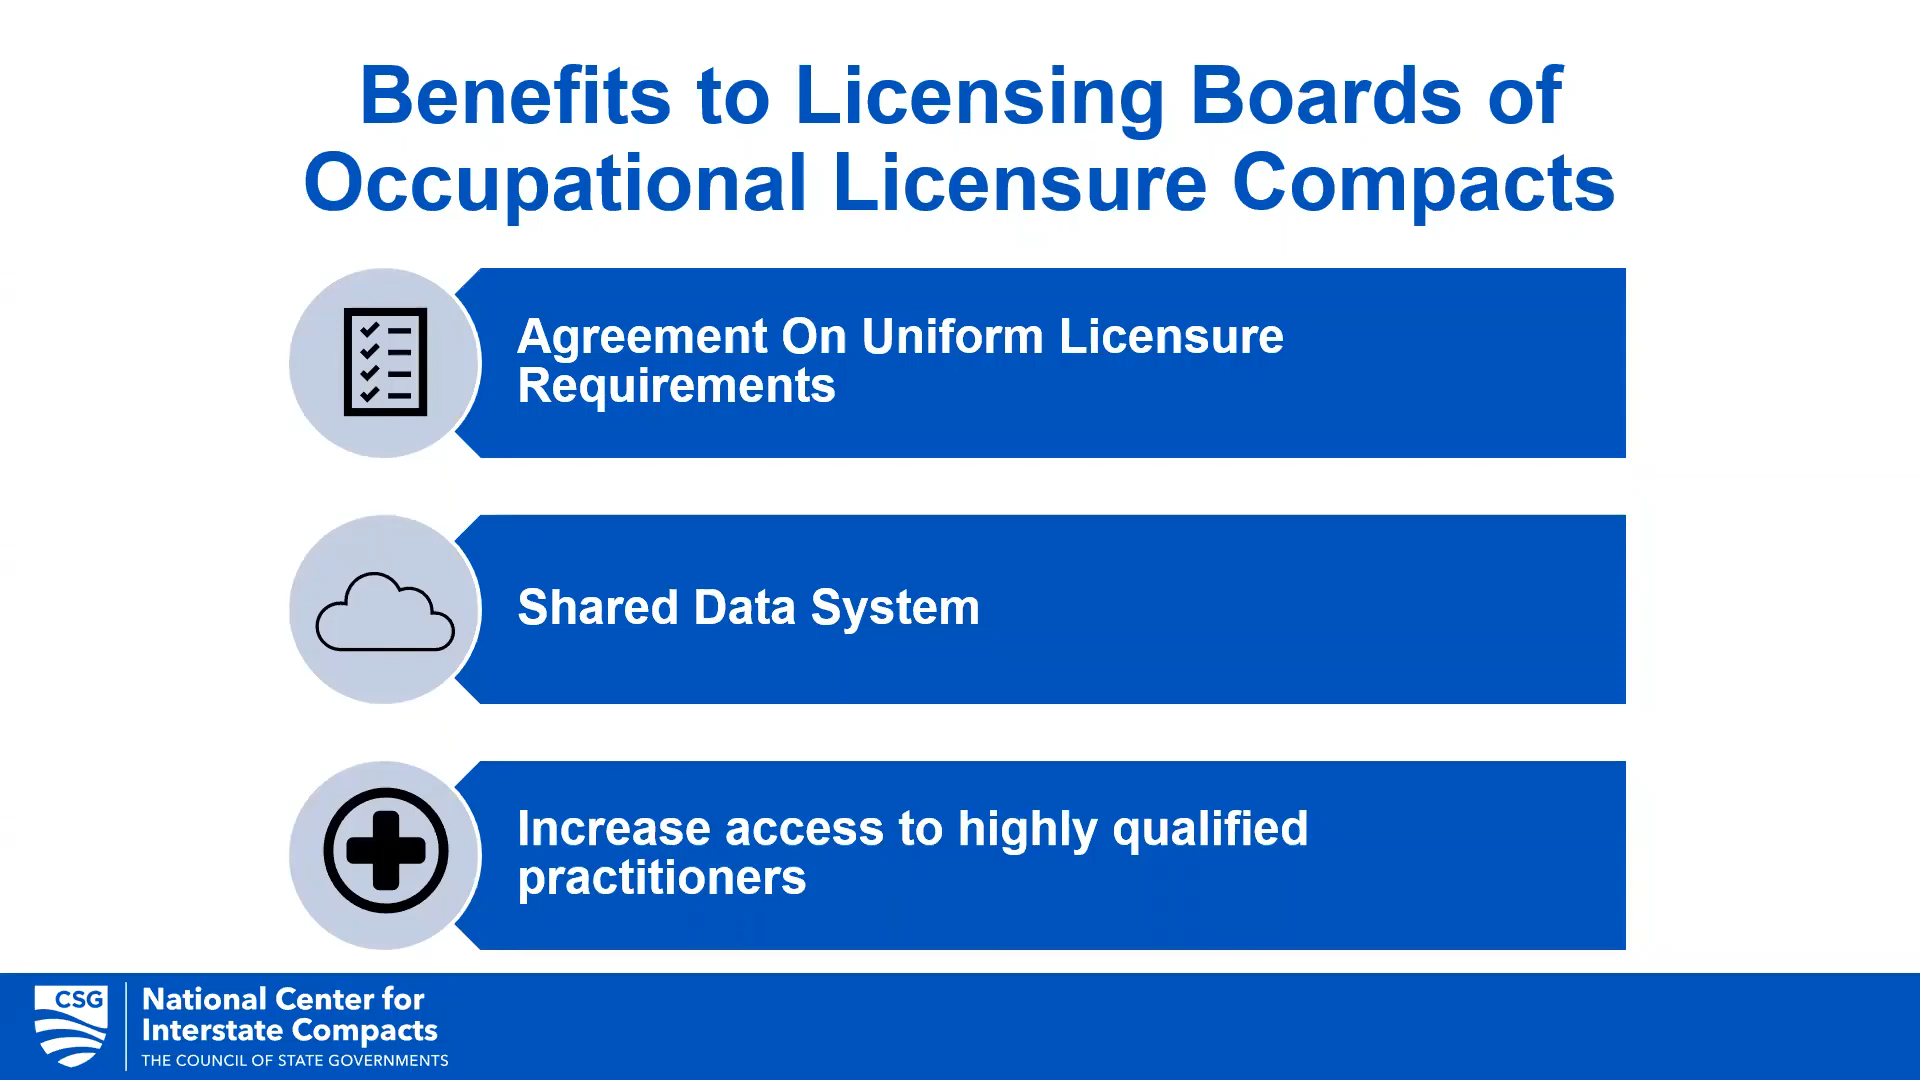 Benefits to Licensing Boards of
Occupational Licensure Compacts
Agreement On Uniform Licensure
Requirements
Shared Data System
Increase access to highly qualified
practitioners
CSG
National Center for
Interstate Compacts
THE COUNCIL OF STATE GOVERNMENTS